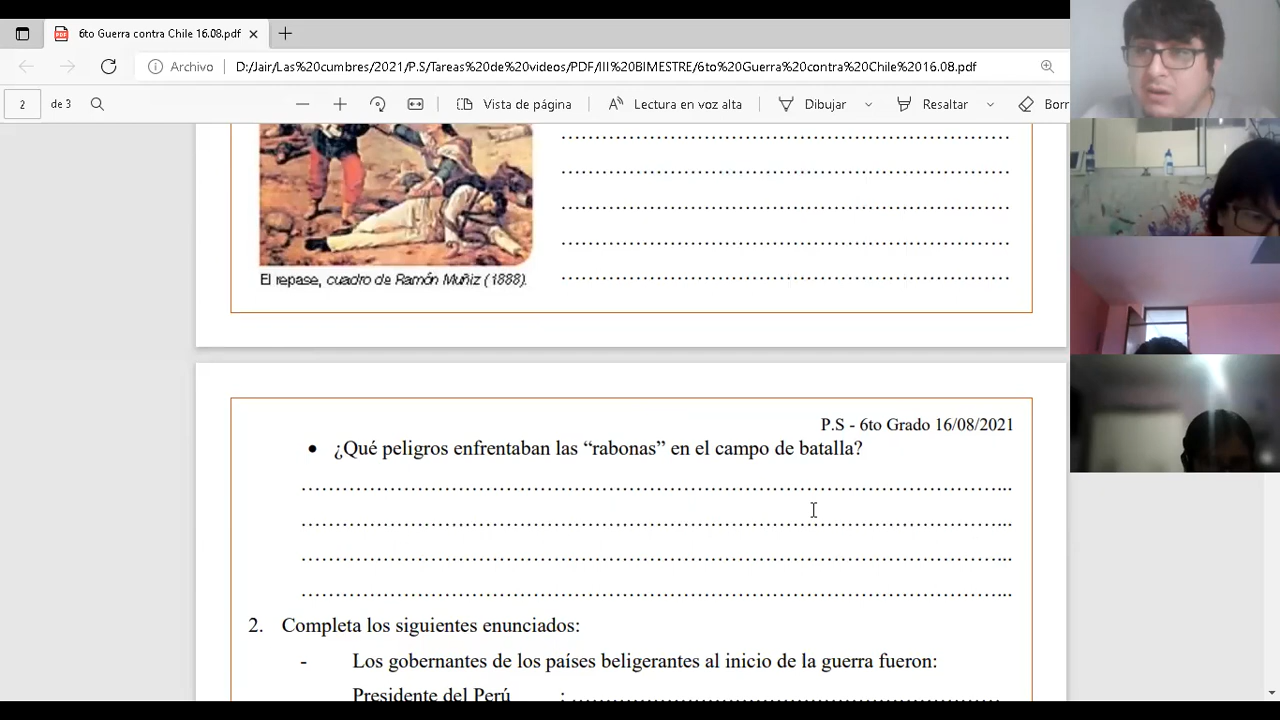 6to Guerra contra Chile 16.08.pdf
Archivo
D:/Jair/Las%20cumbres/2021/P.S/Tareas%20de%20videos/PDF/III%20BIMESTRE/6to%20Guerra%20contra%20Chile%2016.08.pdf
2 de 3
Vista de página
Lectura en voz alta
Dibujar
Resaltar
Borr
El repase, cuadro de Ramón Muñiz (1888).
P.S - 6to Grado 16/08/2021
• ¿Qué peligros enfrentaban las “rabonas” en el campo de batalla?
2. Completa los siguientes enunciados:
- Los gobernantes de los países beligerantes al inicio de la guerra fueron:
Presidente del Perú :